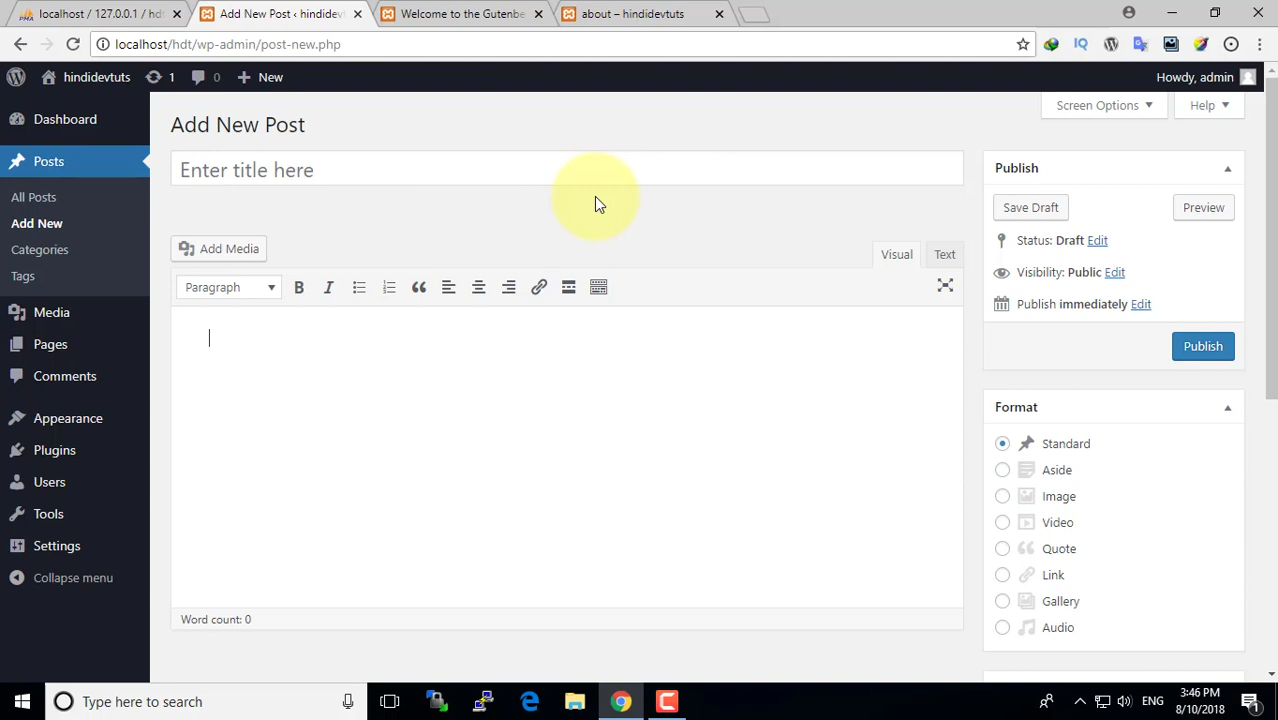 localhost / 127.0.0.1 / hdt
Add New Post ‹ hindidevt
Welcome to the Gutenbe
about – hindidevtuts
localhost/hdt/wp-admin/post-new.php
IQ
hindidevtuts
1
0
New
Howdy, admin
Dashboard
Posts
All Posts
Add New
Categories
Tags
Media
Pages
Comments
Appearance
Plugins
Users
Tools
Settings
Collapse menu
Add New Post
Screen Options
Help
Enter title here
Add Media
Visual
Text
Paragraph
B
I
Word count: 0
Publish
Save Draft
Preview
Status: Draft Edit
Visibility: Public Edit
Publish immediately Edit
Publish
Format
Standard
Aside
Image
Video
Quote
Link
Gallery
Audio
Type here to search
ENG
3:46 PM
8/10/2018
1